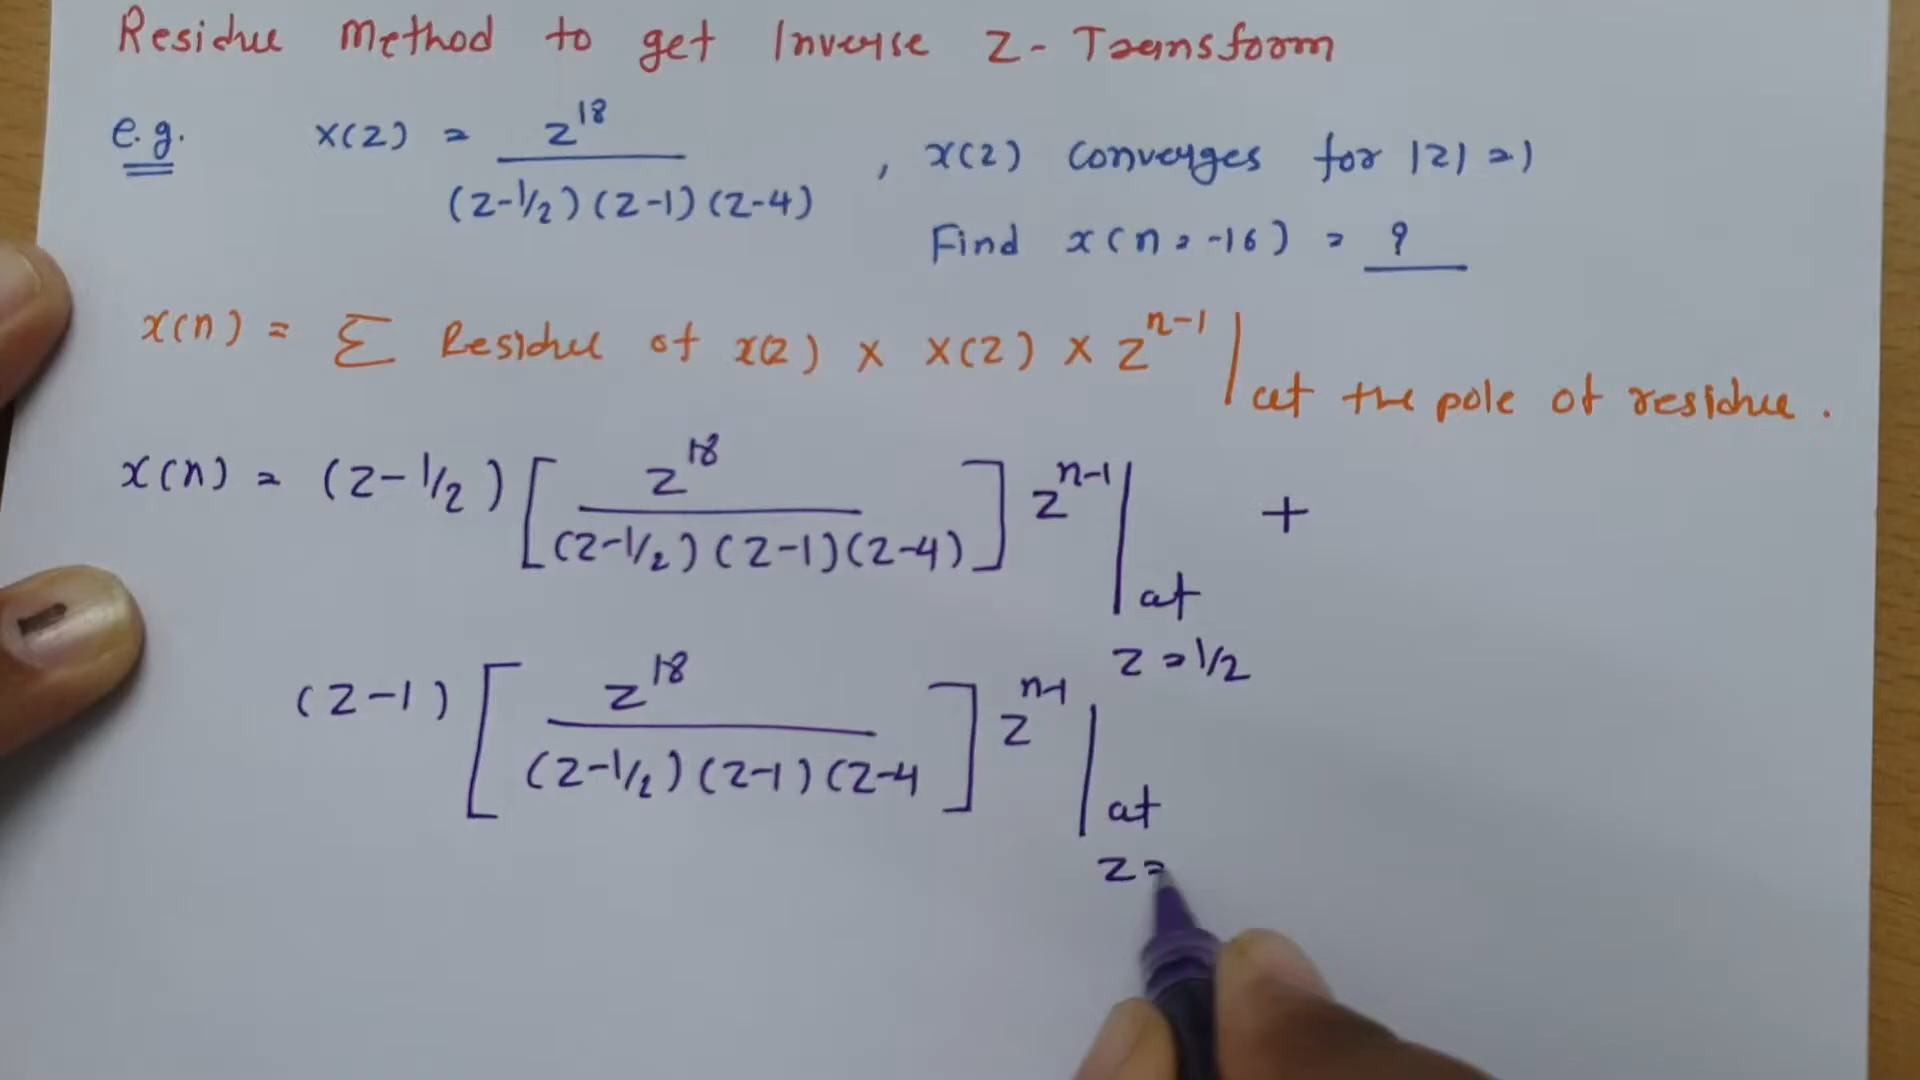 Residue Method to get Inverse Z-Transform
e.g. X(Z) = Z^18 / (Z-1/2)(Z-1)(Z-4) , X(Z) Converges for |Z| = 1
Find x(n = -16) = ?
x(n) = Σ Residue of X(Z) × X(Z) × Z^n-1 | at the pole of residue.
x(n) = (Z-1/2) [ Z^18 / (Z-1/2)(Z-1)(Z-4) ] Z^n-1 | at Z=1/2 +
(Z-1) [ Z^18 / (Z-1/2)(Z-1)(Z-4 ] Z^n-1 | at Z=